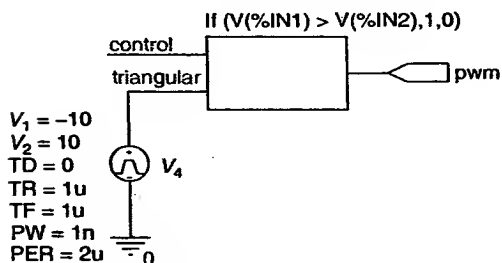 If (V(%IN1) > V(%IN2),1,0)
control
triangular
pwm
V1 = −10
V2 = 10
TD = 0
TR = 1u
TF = 1u
PW = 1n
PER = 2u
V4
0